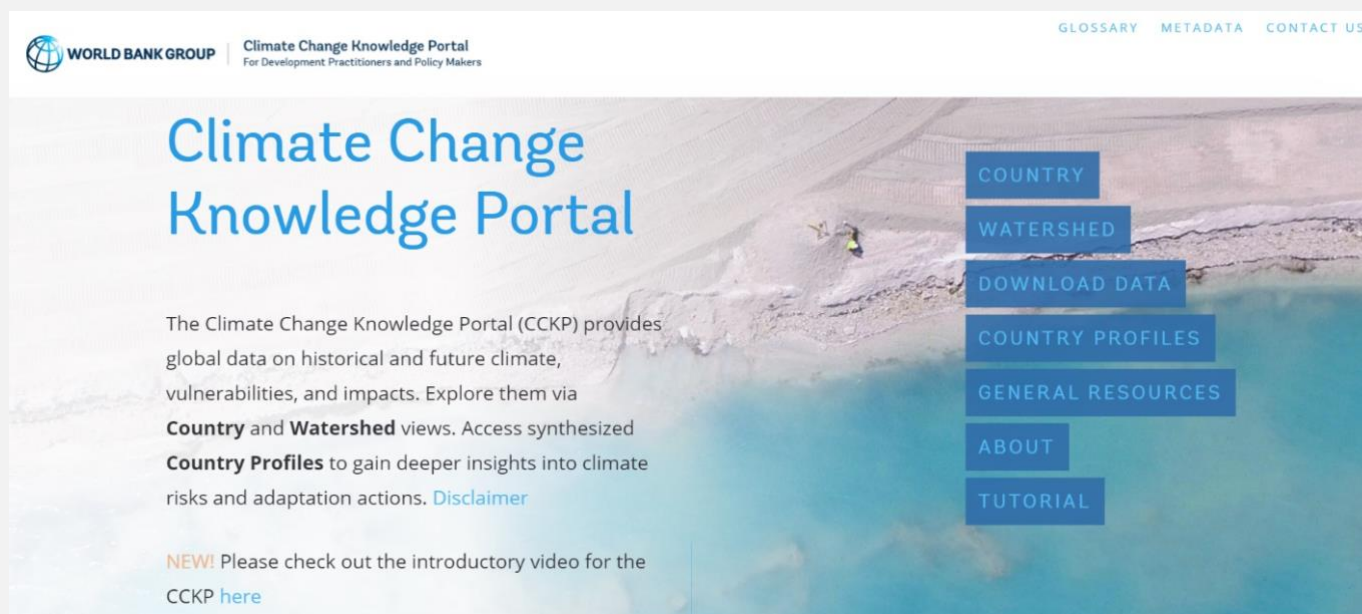 WORLD BANK GROUP
Climate Change Knowledge Portal
For Development Practitioners and Policy Makers
GLOSSARY METADATA CONTACT US
Climate Change
Knowledge Portal
The Climate Change Knowledge Portal (CCKP) provides
global data on historical and future climate,
vulnerabilities, and impacts. Explore them via
Country and Watershed views. Access synthesized
Country Profiles to gain deeper insights into climate
risks and adaptation actions. Disclaimer
NEW! Please check out the introductory video for the
CCKP here
COUNTRY
WATERSHED
DOWNLOAD DATA
COUNTRY PROFILES
GENERAL RESOURCES
ABOUT
TUTORIAL